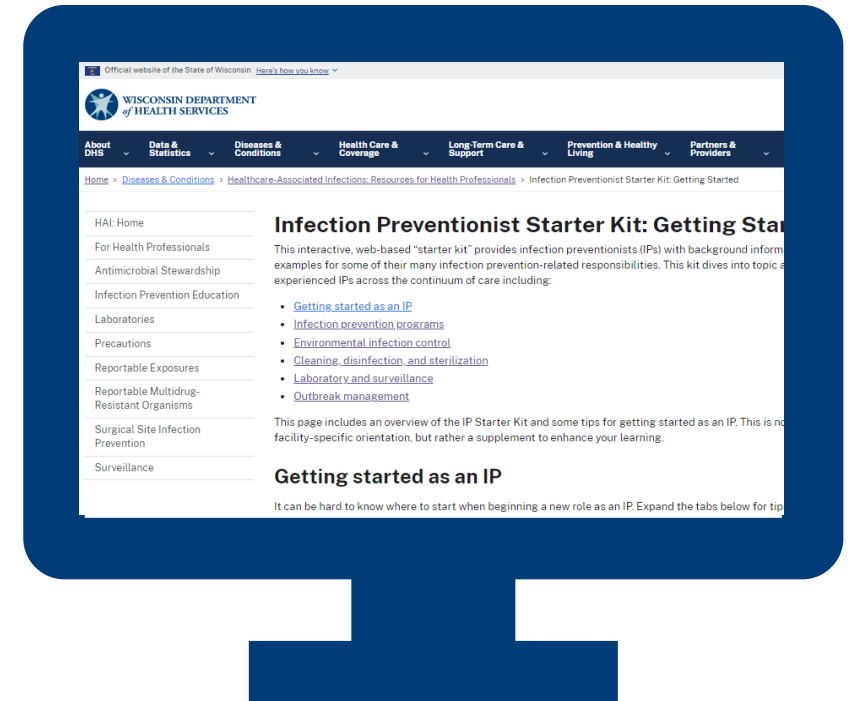 Official website of the State of Wisconsin Here's how you know
WISCONSIN DEPARTMENT
of HEALTH SERVICES
About DHS
Data & Statistics
Diseases & Conditions
Health Care & Coverage
Long-Term Care & Support
Prevention & Healthy Living
Partners & Providers
Home > Diseases & Conditions > Healthcare-Associated Infections: Resources for Health Professionals > Infection Preventionist Starter Kit: Getting Started
HAI: Home
For Health Professionals
Antimicrobial Stewardship
Infection Prevention Education
Laboratories
Precautions
Reportable Exposures
Reportable Multidrug-
Resistant Organisms
Surgical Site Infection
Prevention
Surveillance
Infection Preventionist Starter Kit: Getting Star
This interactive, web-based “starter kit” provides infection preventionists (IPs) with background inform
examples for some of their many infection prevention-related responsibilities. This kit dives into topic a
experienced IPs across the continuum of care including:
• Getting started as an IP
• Infection prevention programs
• Environmental infection control
• Cleaning, disinfection, and sterilization
• Laboratory and surveillance
• Outbreak management
This page includes an overview of the IP Starter Kit and some tips for getting started as an IP. This is no
facility-specific orientation, but rather a supplement to enhance your learning.
Getting started as an IP
It can be hard to know where to start when beginning a new role as an IP. Expand the tabs below for tip